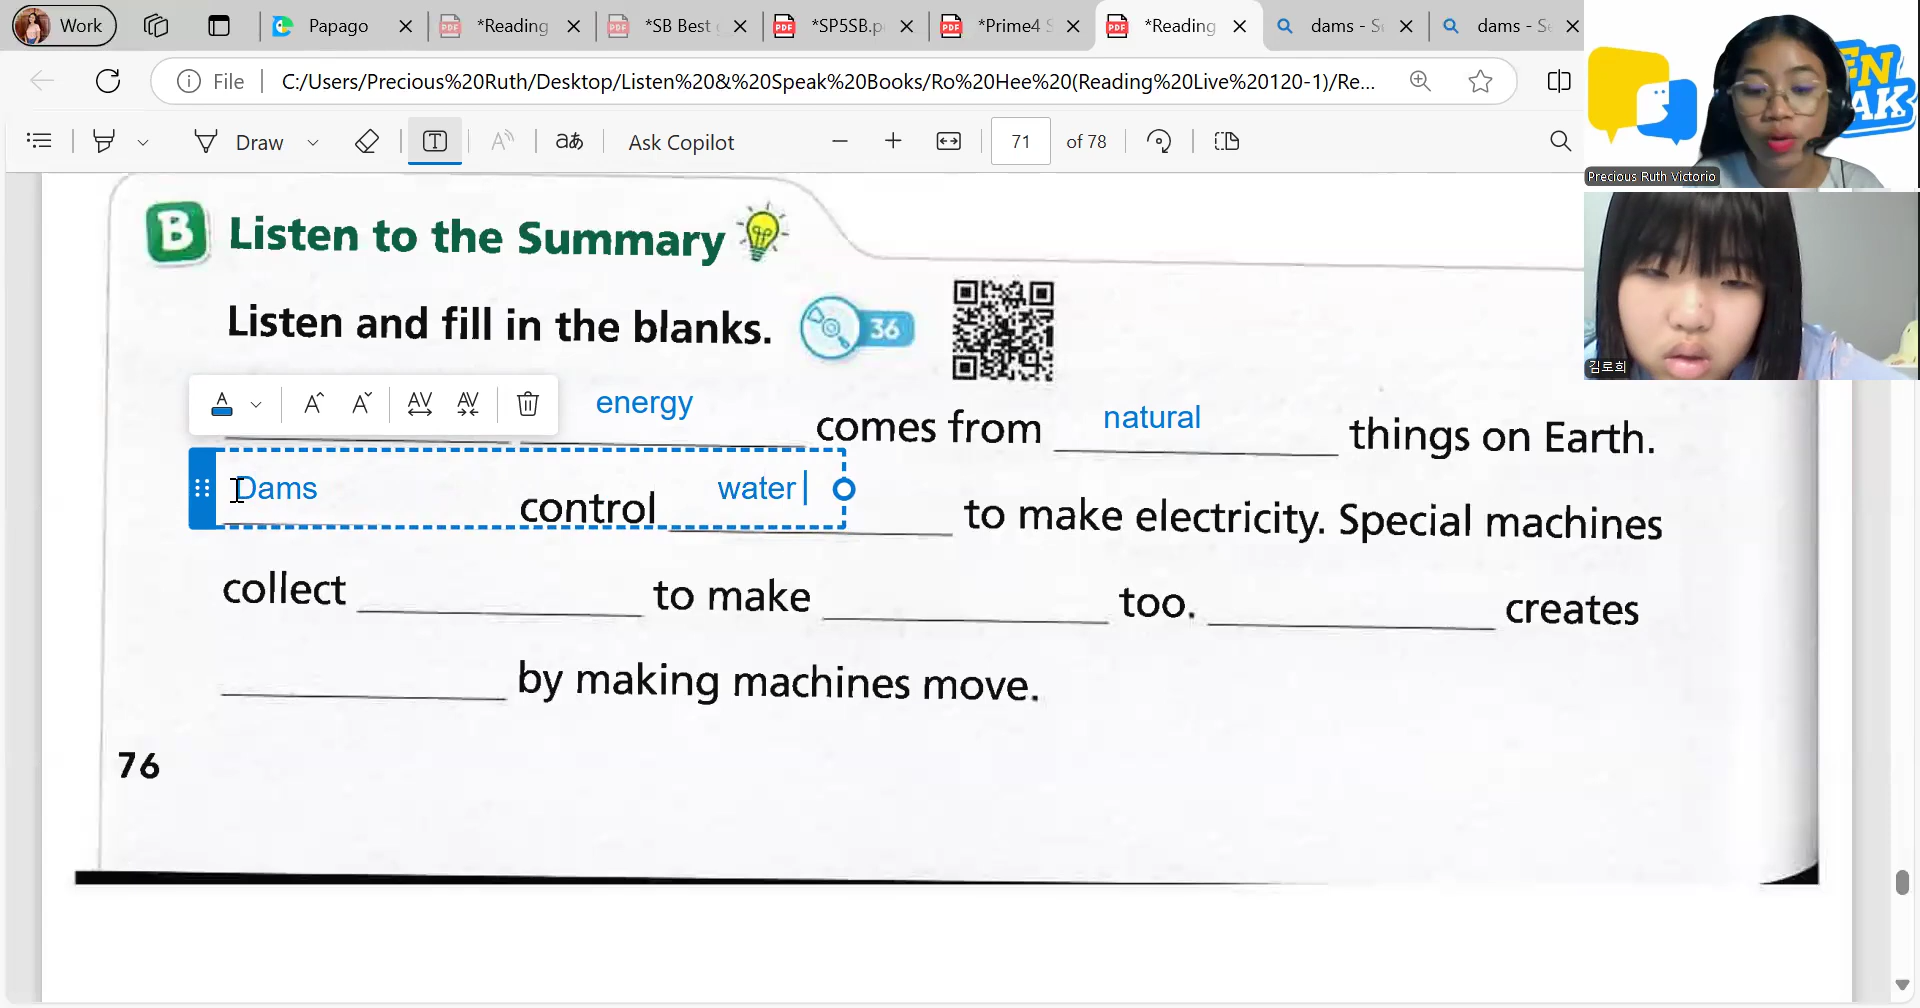 Work
Papago
*Reading
*SB Best
*SP5SB.p
*Prime4 S
*Reading
dams - S
dams - Se
File
C:/Users/Precious%20Ruth/Desktop/Listen%20&%20Speak%20Books/Ro%20Hee%20(Reading%20Live%20120-1)/Re...
Draw
aあ
Ask Copilot
71 of 78
Precious Ruth Victorio
김로희
B Listen to the Summary
Listen and fill in the blanks. 36
energy comes from natural things on Earth.
Dams control water to make electricity. Special machines
collect to make too. creates
by making machines move.
76